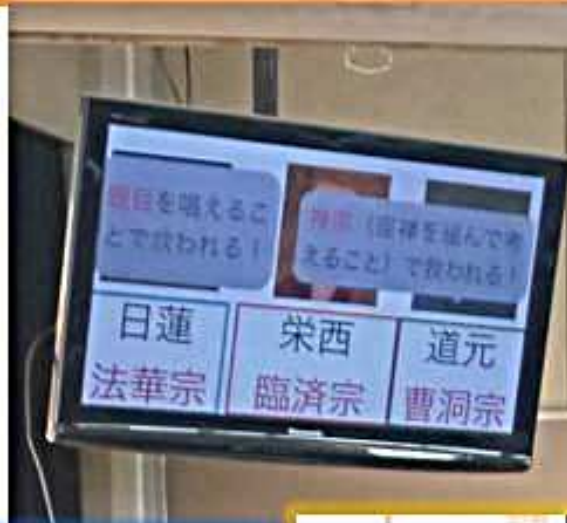 題目を唱えるこ
とで救われる！
禅宗（座禅を組んで考
えること）で救われる！
日蓮
法華宗
栄西
臨済宗
道元
曹洞宗